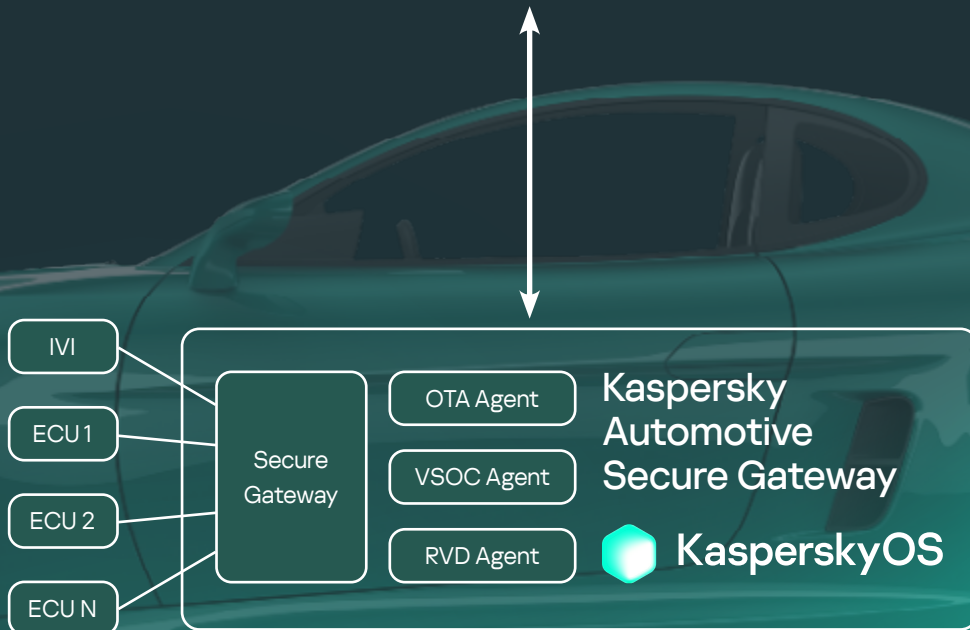 IVI
ECU 1
ECU 2
ECU N
Secure
Gateway
OTA Agent
VSOC Agent
RVD Agent
Kaspersky
Automotive
Secure Gateway
KasperskyOS